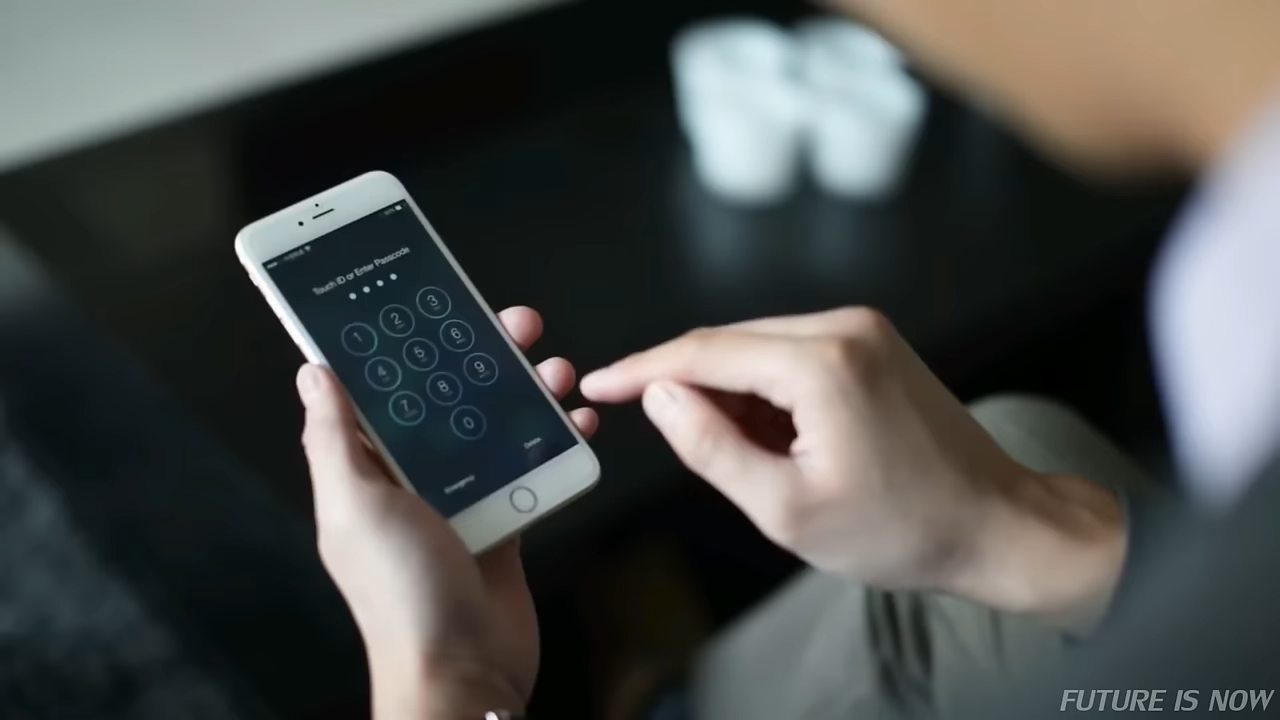 Touch ID or Enter Passcode
1 2 3
4 5 6
7 8 9
0
Emergency Delete
FUTURE IS NOW